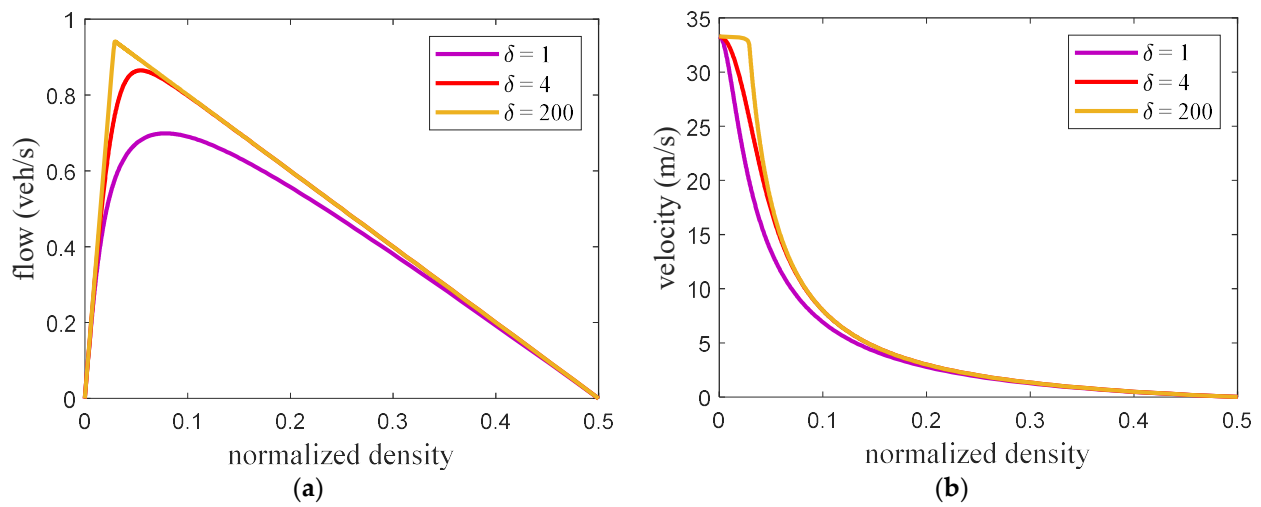 flow (veh/s)
1
0.8
0.6
0.4
0.2
0
δ = 1
δ = 4
δ = 200
0 0.1 0.2 0.3 0.4 0.5
normalized density
(a)
velocity (m/s)
35
30
25
20
15
10
5
0
δ = 1
δ = 4
δ = 200
0 0.1 0.2 0.3 0.4 0.5
normalized density
(b)